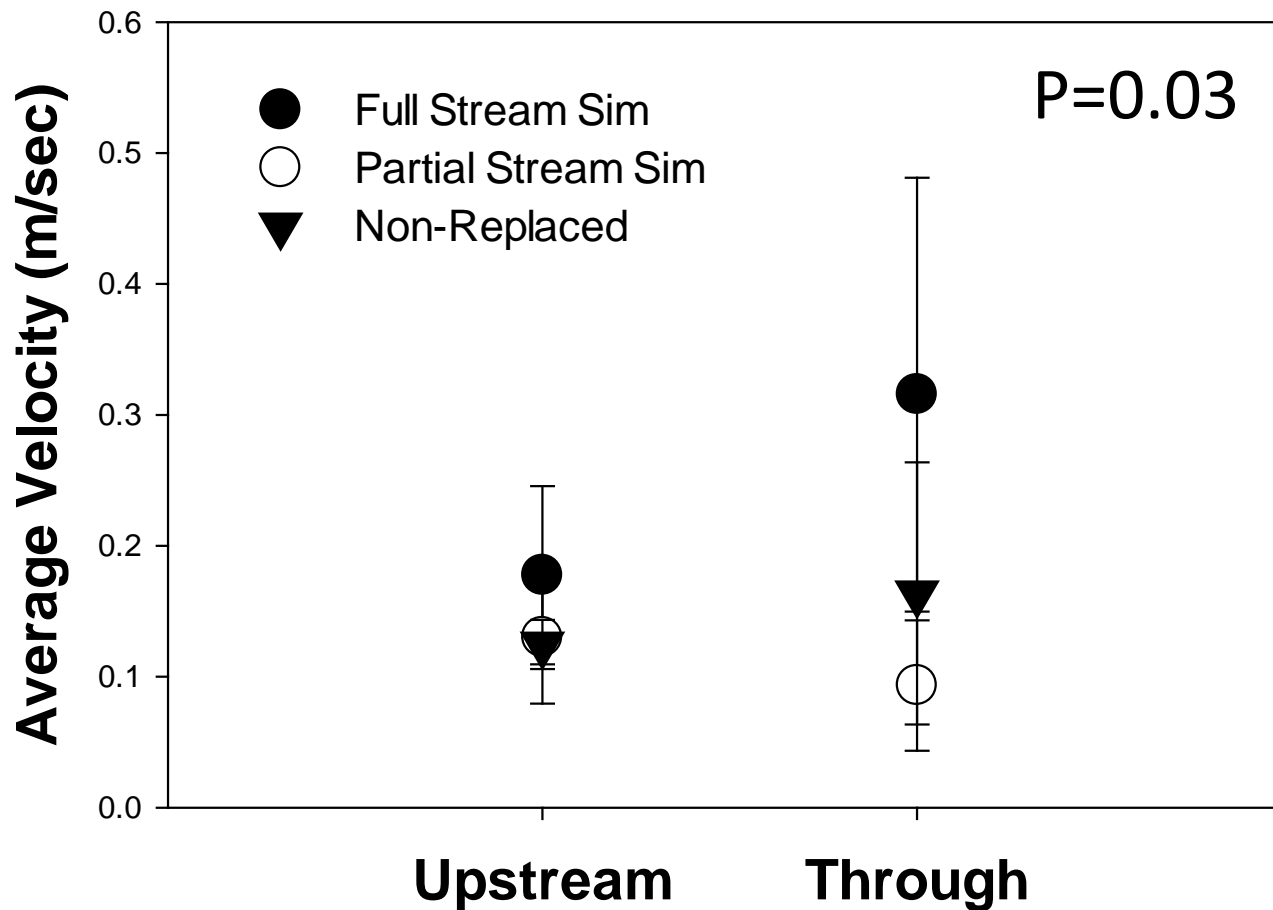 0.6
0.5
0.4
0.3
0.2
0.1
0.0
Average Velocity (m/sec)
Full Stream Sim
Partial Stream Sim
Non-Replaced
P=0.03
Upstream Through